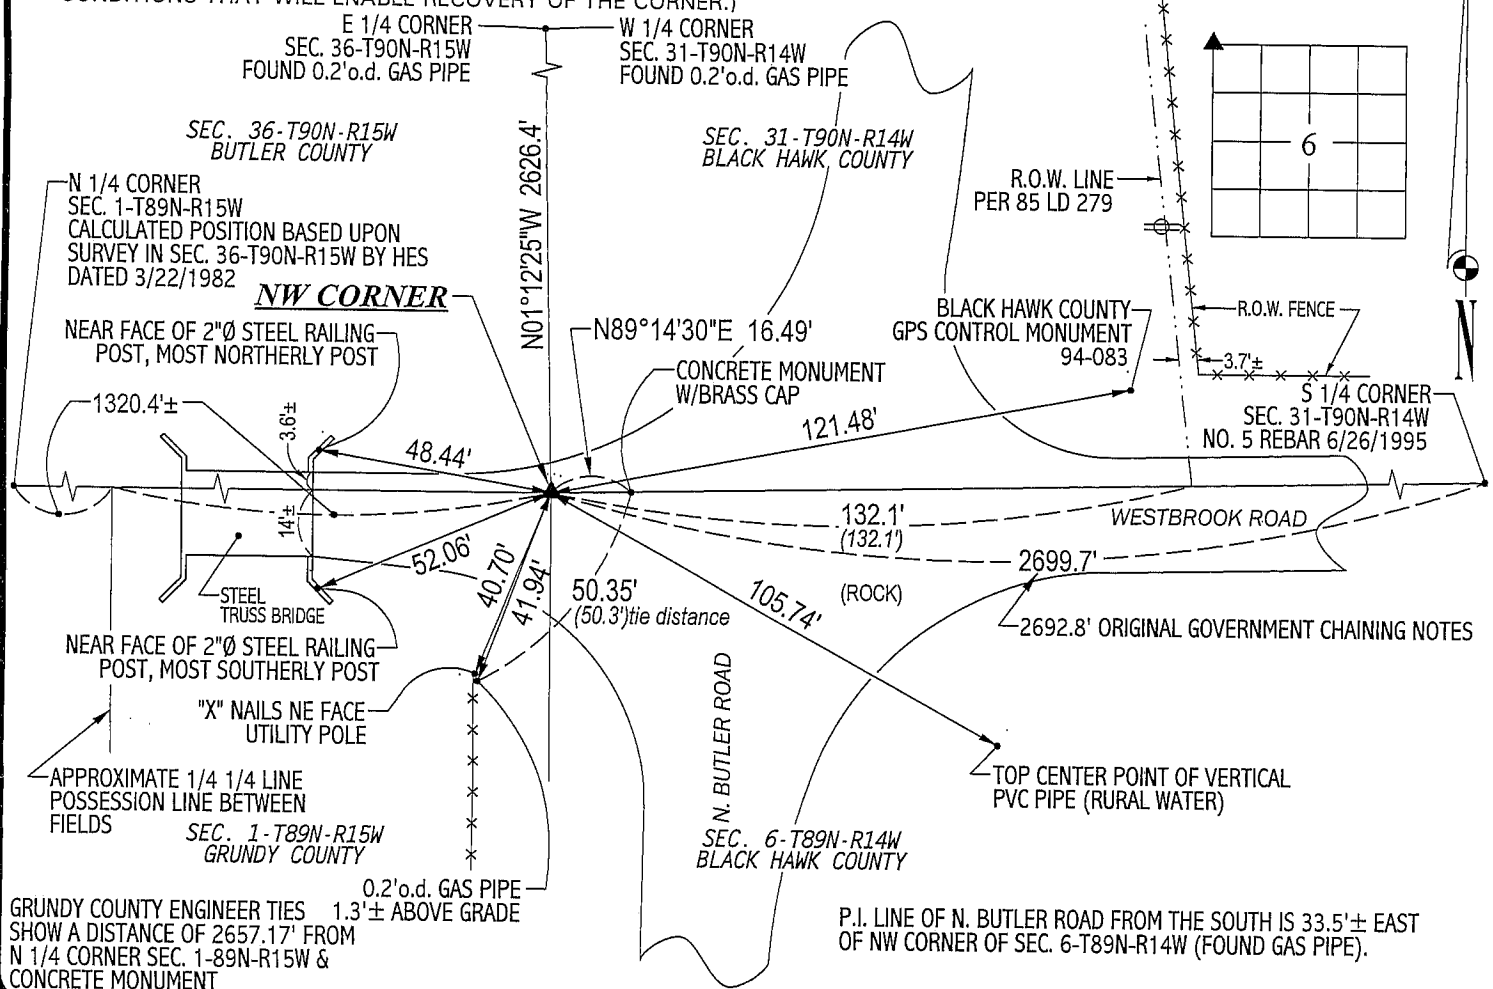 CONDITIONS THAT WILL ENABLE RECOVERY OF THE CORNER.)
E 1/4 CORNER
SEC. 36-T90N-R15W
FOUND 0.2'o.d. GAS PIPE
W 1/4 CORNER
SEC. 31-T90N-R14W
FOUND 0.2'o.d. GAS PIPE
SEC. 36-T90N-R15W
BUTLER COUNTY
SEC. 31-T90N-R14W
BLACK HAWK COUNTY
N01°12'25"W 2626.4'
6
R.O.W. LINE
PER 85 LD 279
N 1/4 CORNER
SEC. 1-T89N-R15W
CALCULATED POSITION BASED UPON
SURVEY IN SEC. 36-T90N-R15W BY HES
DATED 3/22/1982
NW CORNER
NEAR FACE OF 2"Ø STEEL RAILING
POST, MOST NORTHERLY POST
N89°14'30"E 16.49'
CONCRETE MONUMENT
W/BRASS CAP
BLACK HAWK COUNTY
GPS CONTROL MONUMENT
94-083
R.O.W. FENCE
3.7'±
N
S 1/4 CORNER
SEC. 31-T90N-R14W
NO. 5 REBAR 6/26/1995
1320.4'±
3.6'±
48.44'
121.48'
14'±
132.1'
(132.1')
WESTBROOK ROAD
2699.7'
52.06'
40.70'
41.94'
50.35'
(50.3')tie distance
105.74'
(ROCK)
2692.8' ORIGINAL GOVERNMENT CHAINING NOTES
STEEL
TRUSS BRIDGE
NEAR FACE OF 2"Ø STEEL RAILING
POST, MOST SOUTHERLY POST
"X" NAILS NE FACE
UTILITY POLE
N. BUTLER ROAD
APPROXIMATE 1/4 1/4 LINE
POSSESSION LINE BETWEEN
FIELDS
SEC. 1-T89N-R15W
GRUNDY COUNTY
TOP CENTER POINT OF VERTICAL
PVC PIPE (RURAL WATER)
SEC. 6-T89N-R14W
BLACK HAWK COUNTY
0.2'o.d. GAS PIPE
1.3'± ABOVE GRADE
GRUNDY COUNTY ENGINEER TIES
SHOW A DISTANCE OF 2657.17' FROM
N 1/4 CORNER SEC. 1-89N-R15W &
CONCRETE MONUMENT
P.I. LINE OF N. BUTLER ROAD FROM THE SOUTH IS 33.5'± EAST
OF NW CORNER OF SEC. 6-T89N-R14W (FOUND GAS PIPE).